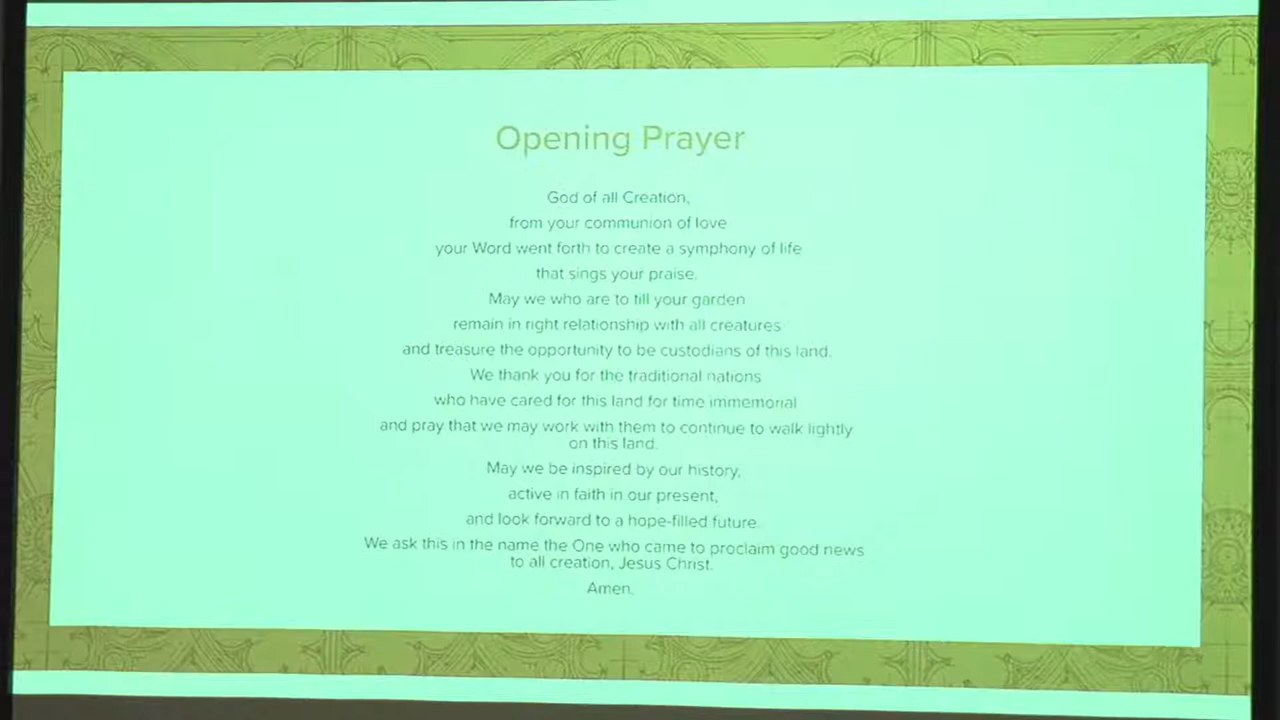 Opening Prayer
God of all Creation,
from your communion of love
your Word went forth to create a symphony of life
that sings your praise.
May we who are to till your garden
remain in right relationship with all creatures
and treasure the opportunity to be custodians of this land.
We thank you for the traditional nations
who have cared for this land for time immemorial
and pray that we may work with them to continue to walk lightly
on this land.
May we be inspired by our history,
active in faith in our present,
and look forward to a hope-filled future.
We ask this in the name the One who came to proclaim good news
to all creation, Jesus Christ.
Amen.